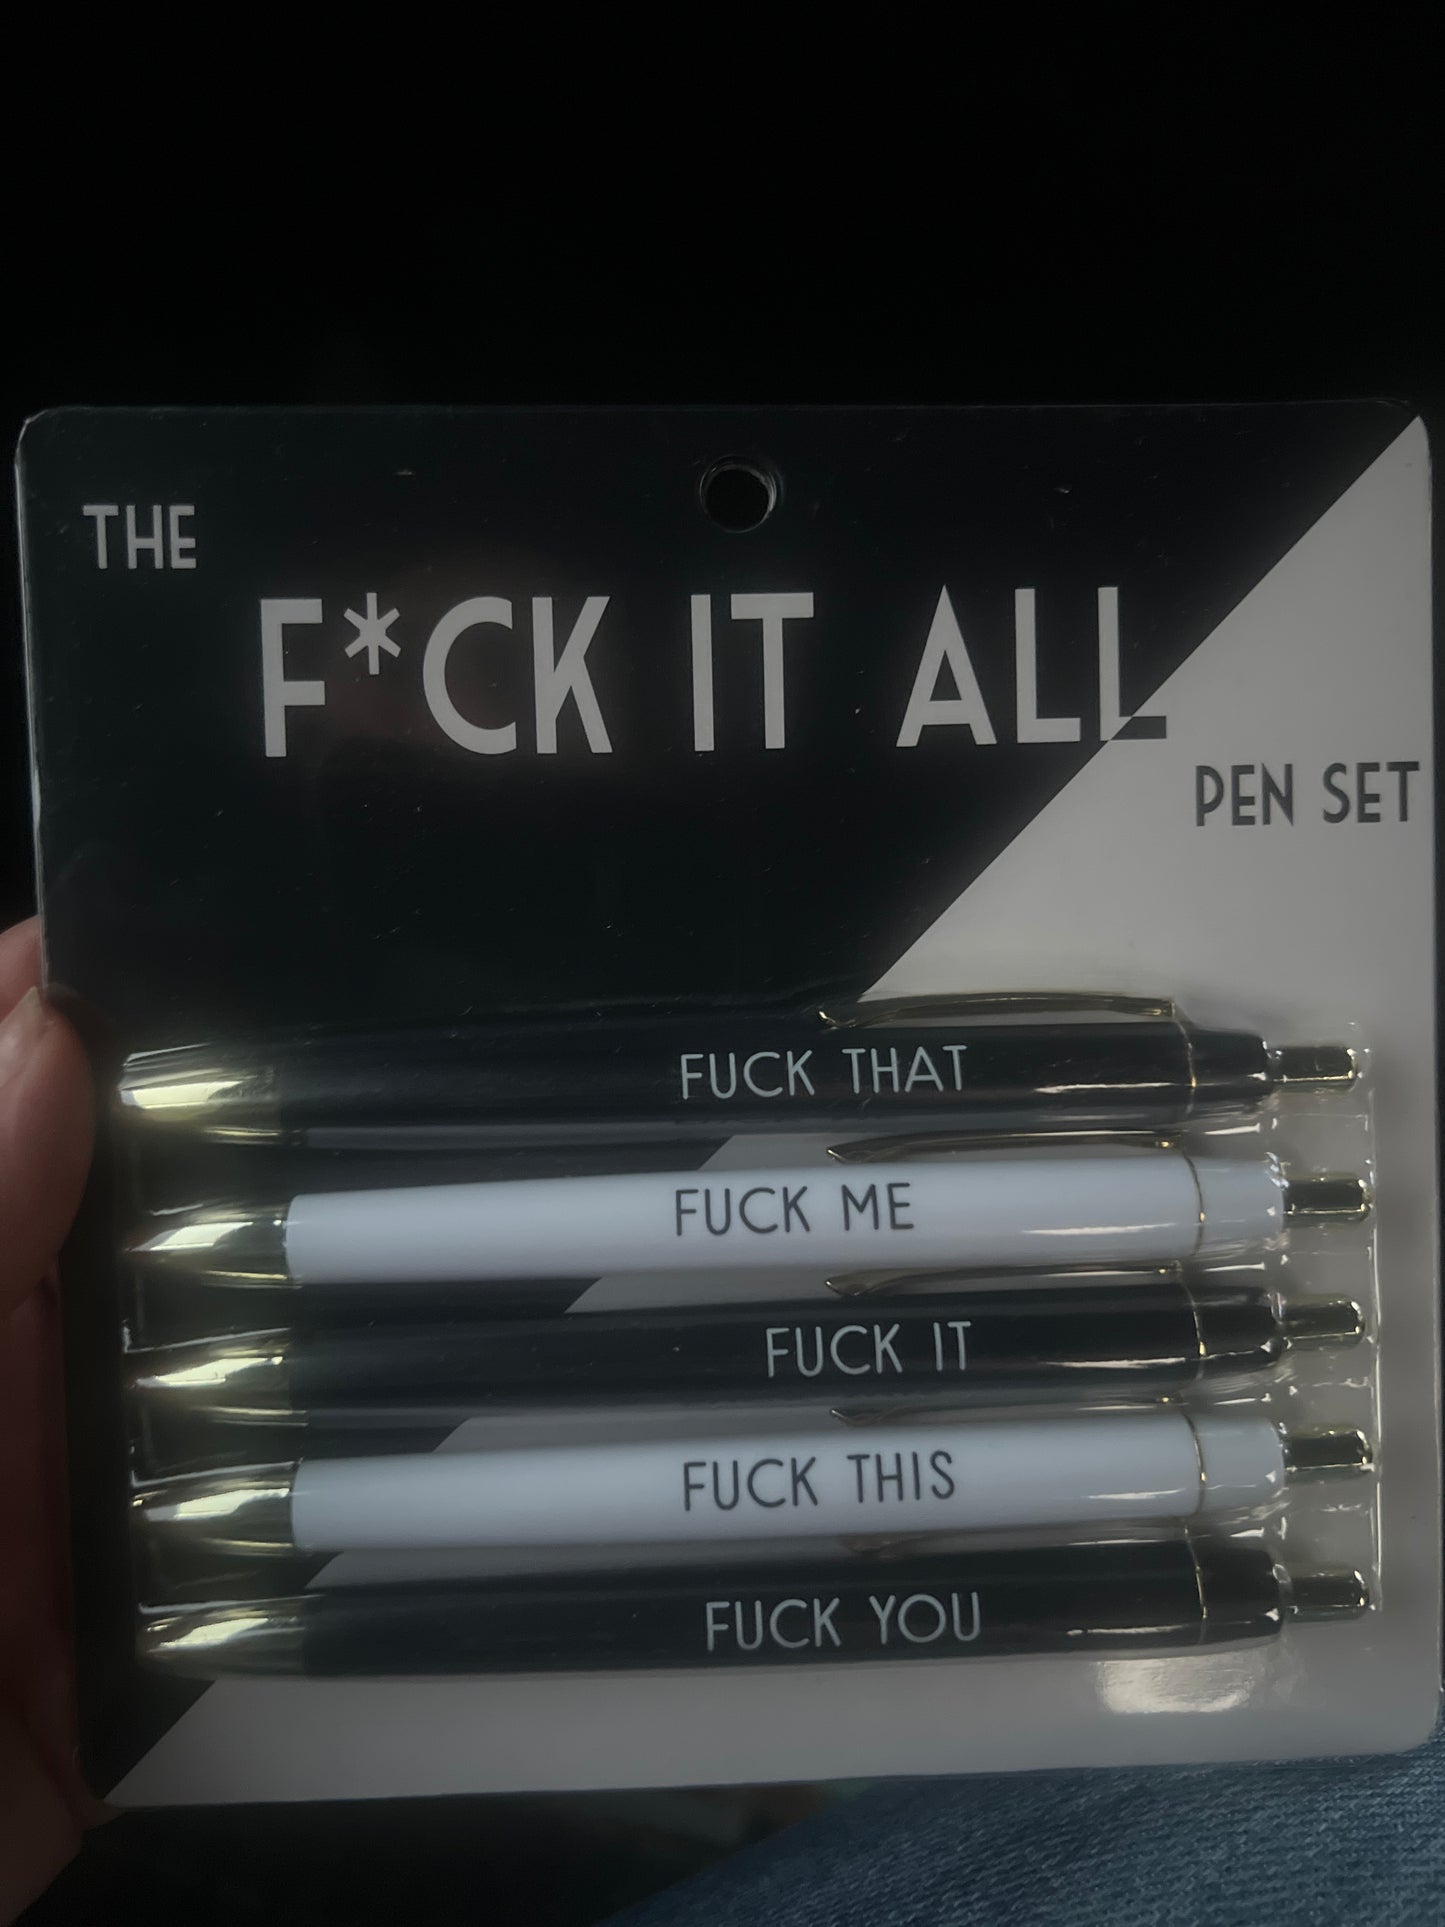 THE
F*CK IT ALL
PEN SET
FUCK THAT
FUCK ME
FUCK IT
FUCK THIS
FUCK YOU